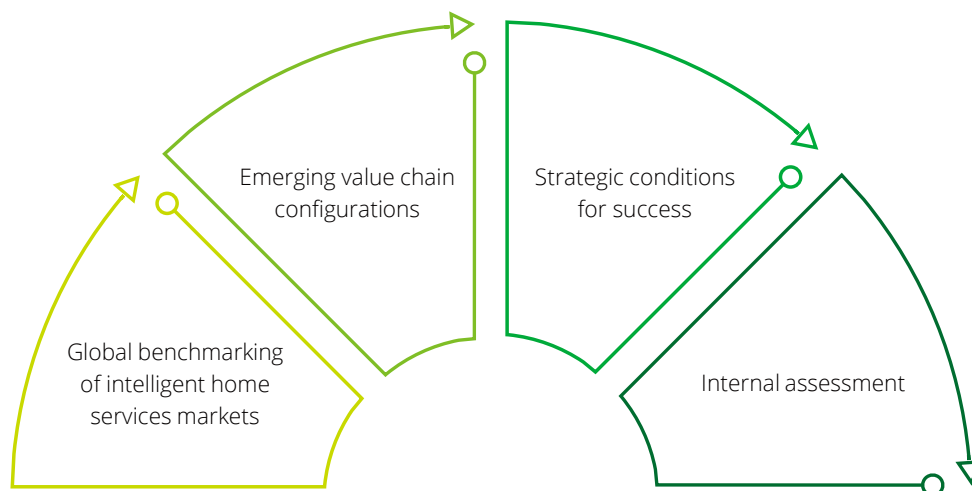 Global benchmarking
of intelligent home
services markets
Emerging value chain
configurations
Strategic conditions
for success
Internal assessment